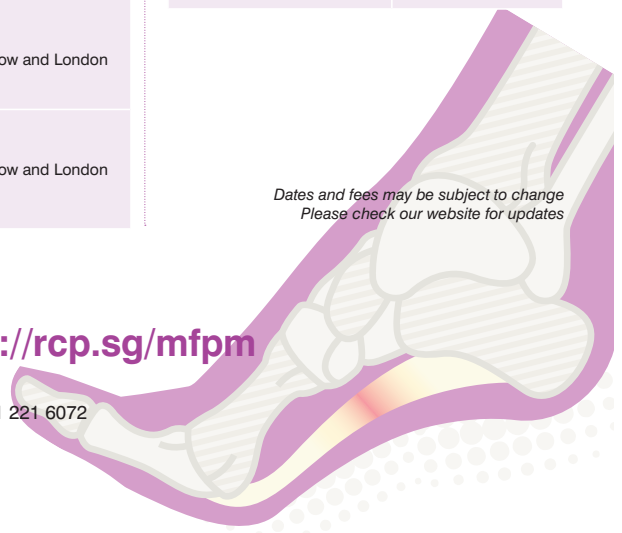 ow and London
ow and London
Dates and fees may be subject to change
Please check our website for updates
://rcp.sg/mfpm
221 6072